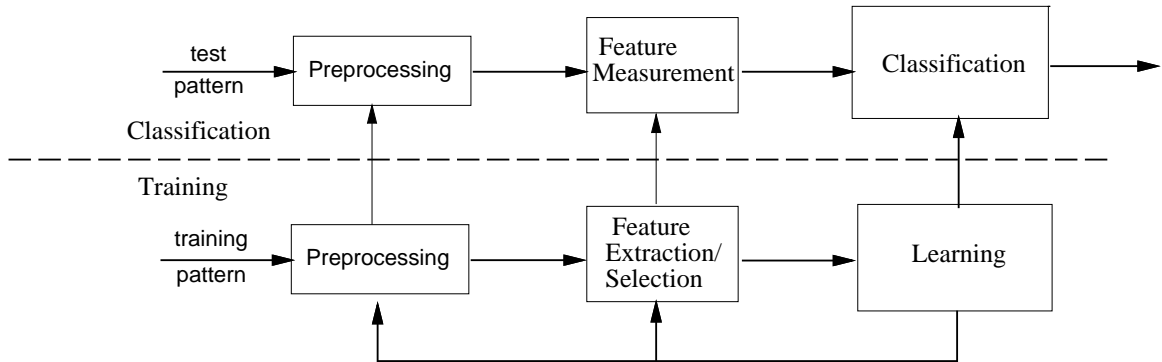 test
pattern
Preprocessing
Feature
Measurement
Classification
Classification
Training
training
pattern
Preprocessing
Feature
Extraction/
Selection
Learning